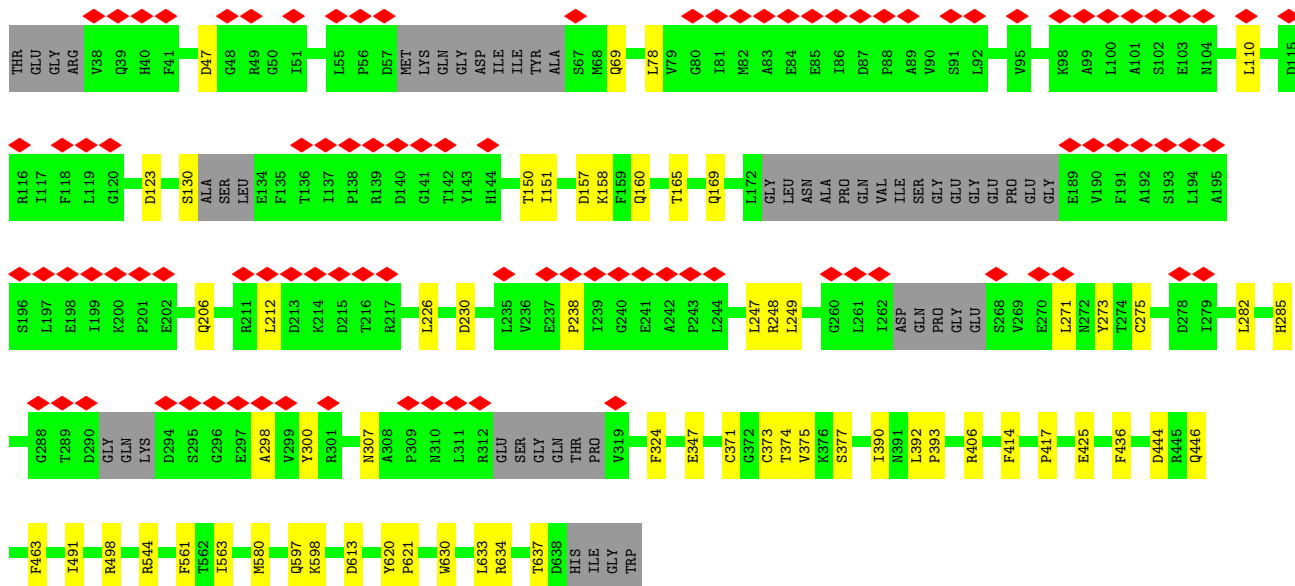 THR GLU GLY ARG V38 Q39 H40 F41 D47 G48 R49 G50 I51 L55 P56 D57 MET LYS GLN GLY ASP ILE ILE TYR ALA S67 M68 Q69 L78 V79 G80 I81 M82 A83 E84 E85 I86 D87 P88 A89 V90 S91 L92 V95 K98 A99 L100 A101 S102 E103 N104 L110 D115
R116 I117 F118 L119 G120 D123 S130 ALA SER LEU E134 F135 T136 I137 P138 R139 D140 G141 T142 Y143 H144 T150 I151 D157 K158 F159 Q160 T165 Q169 L172 GLY LEU ASN ALA PRO GLN VAL ILE SER GLY GLU GLY GLU PRO GLU GLY E189 V190 F191 A192 S193 L194 A195
S196 L197 E198 I199 K200 P201 E202 Q206 R211 L212 D213 K214 D215 T216 R217 L226 D230 L235 V236 E237 P238 I239 G240 E241 A242 P243 L244 L247 R248 L249 G260 L261 I262 ASP GLN PRO GLY GLU S268 V269 E270 L271 N272 Y273 T274 C275 D278 I279 L282 H285
G288 T289 D290 GLY GLN LYS D294 S295 G296 E297 A298 V299 Y300 R301 N307 A308 P309 N310 L311 R312 GLU SER GLY GLN THR PRO V319 F324 E347 C371 G372 C373 T374 V375 K376 S377 I390 N391 L392 P393 R406 F414 P417 E425 F436 D444 R445 Q446
F463 I491 R498 R544 F561 T562 I563 M580 Q597 K598 D613 Y620 P621 W630 L633 R634 T637 D638 HIS ILE GLY TRP